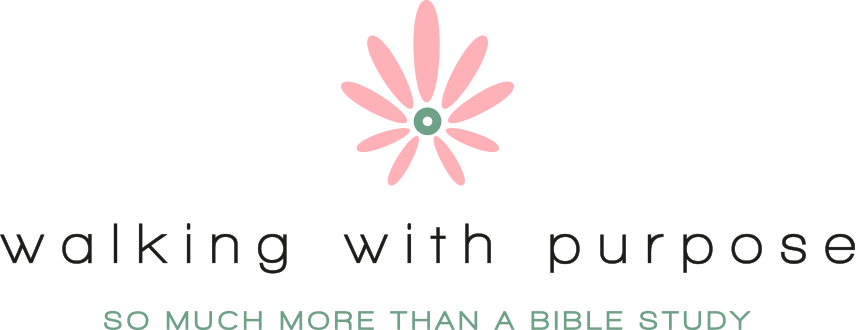 walking with purpose
SO MUCH MORE THAN A BIBLE STUDY